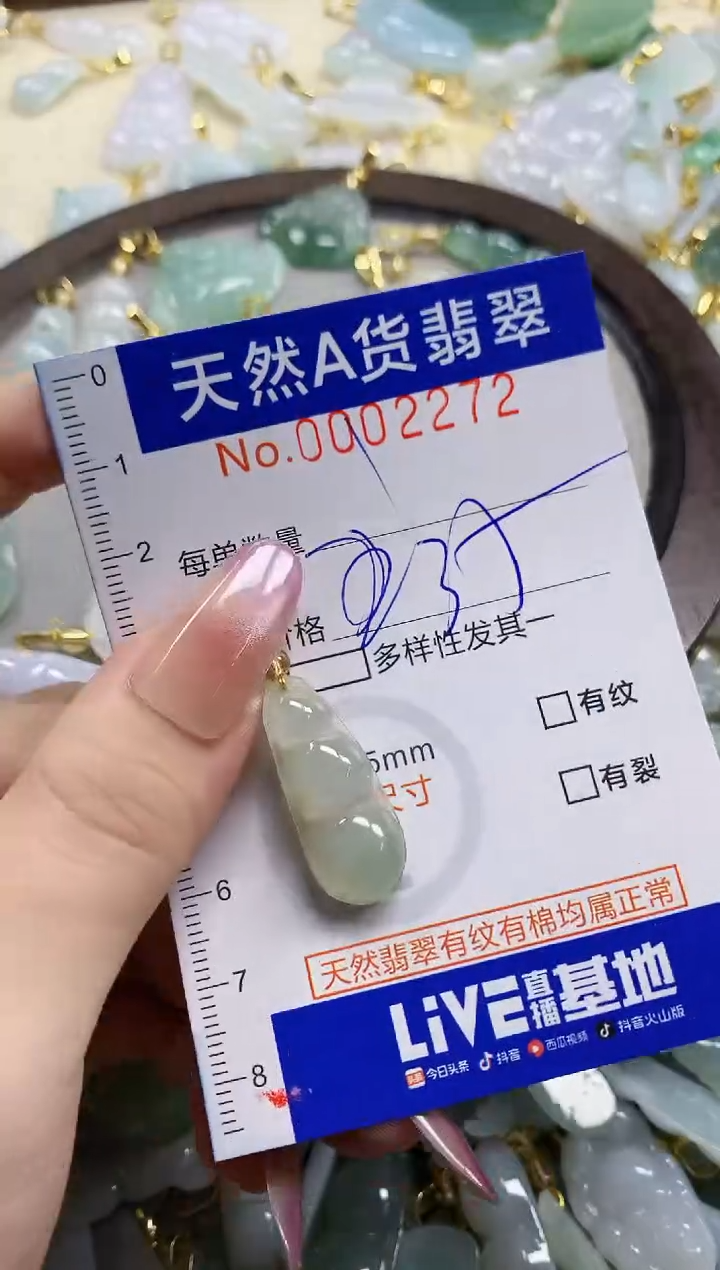 天然A货翡翠
No.0002272
0
1
2
每单数量
价格
多样性发其一
5mm
尺寸
有纹
有裂
6
7
8
天然翡翠有纹有棉均属正常
LiVE直播基地
头条 今日头条 抖音 西瓜视频 抖音火山版